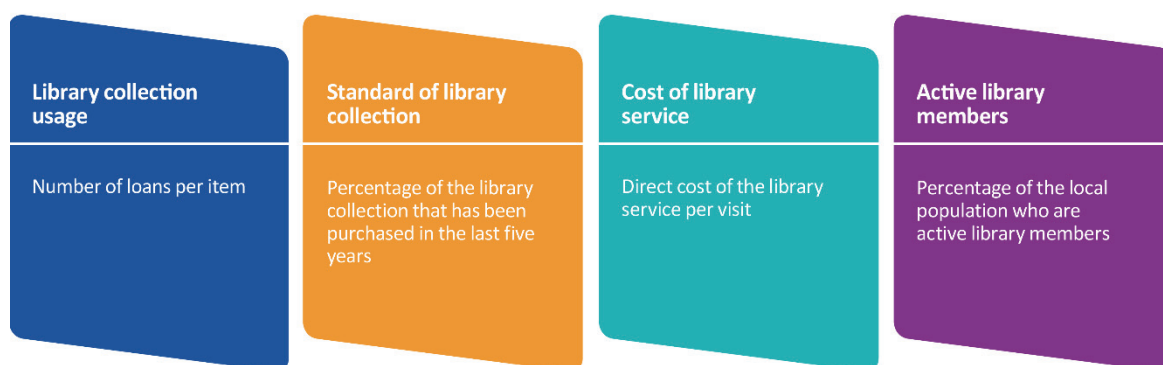 Library collection
usage
Number of loans per item
Standard of library
collection
Percentage of the library
collection that has been
purchased in the last five
years
Cost of library
service
Direct cost of the library
service per visit
Active library
members
Percentage of the local
population who are
active library members